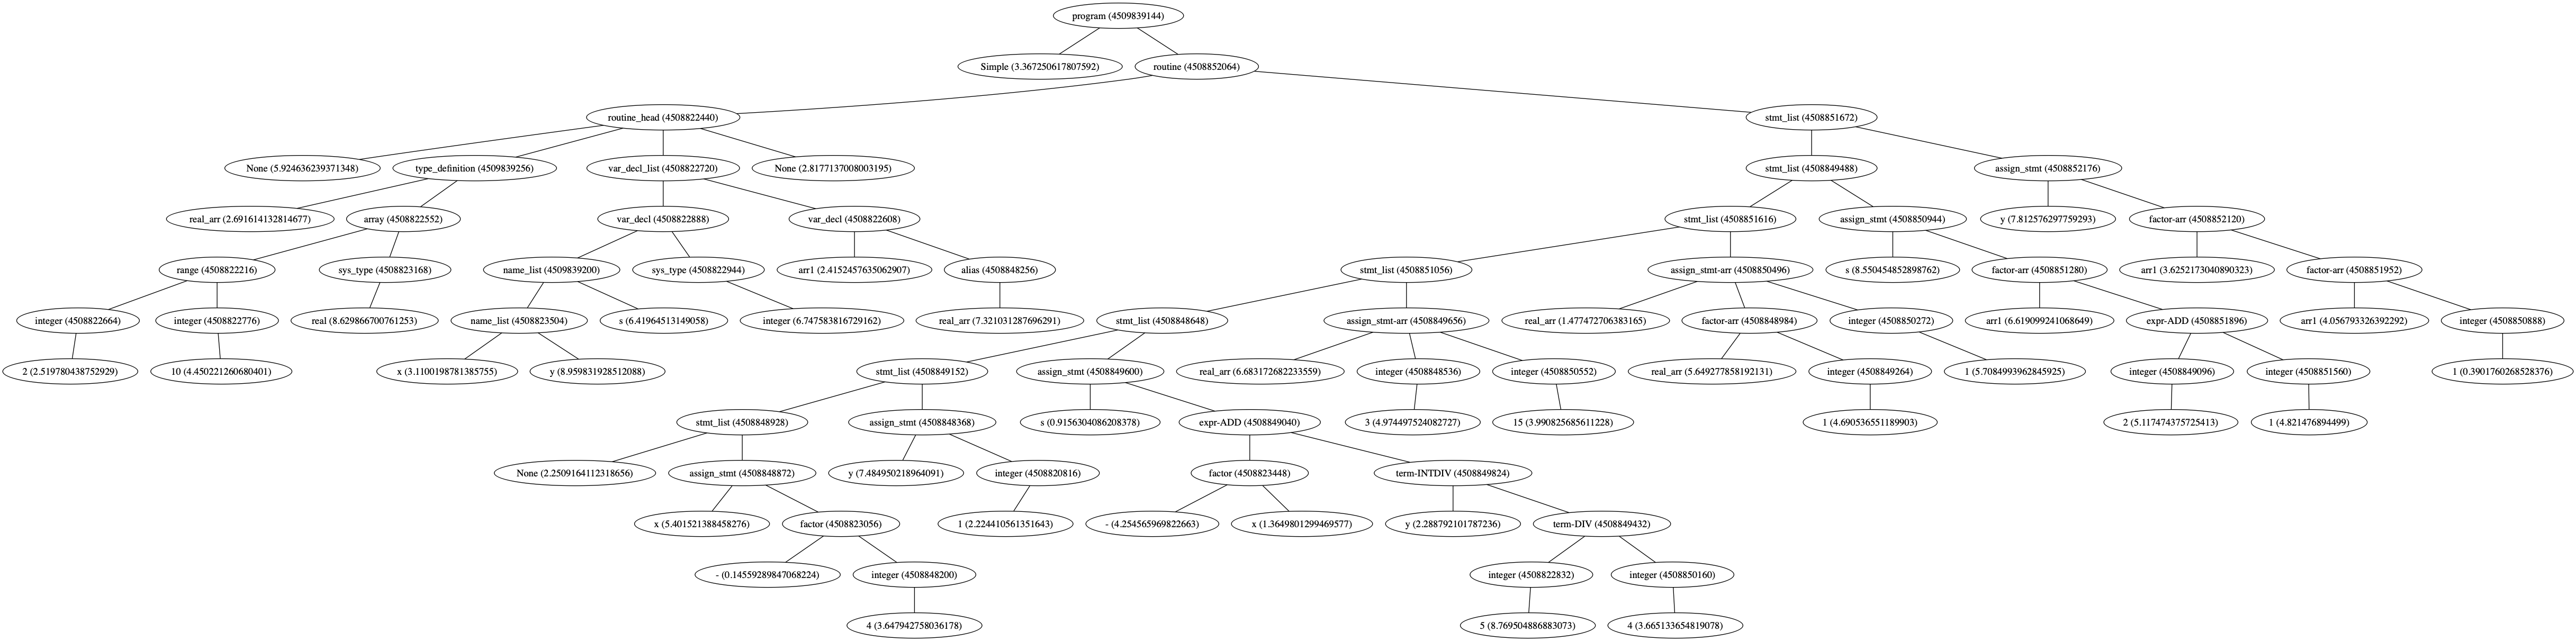 program (4509839144)
Simple (3.367250617807592)
routine (4508852064)
routine_head (4508822440)
stmt_list (4508851672)
None (5.924636239371348)
type_definition (4509839256)
var_decl_list (4508822720)
None (2.8177137008003195)
stmt_list (4508849488)
assign_stmt (4508852176)
real_arr (2.691614132814677)
array (4508822552)
var_decl (4508822888)
var_decl (4508822608)
stmt_list (4508851616)
assign_stmt (4508850944)
y (7.812576297759293)
factor-arr (4508852120)
range (4508822216)
sys_type (4508823168)
name_list (4509839200)
sys_type (4508822944)
arr1 (2.4152457635062907)
alias (4508848256)
stmt_list (4508851056)
assign_stmt-arr (4508850496)
s (8.550454852898762)
factor-arr (4508851280)
arr1 (3.6252173040890323)
factor-arr (4508851952)
integer (4508822664)
integer (4508822776)
real (8.629866700761253)
name_list (4508823504)
s (6.41964513149058)
integer (6.747583816729162)
real_arr (7.321031287696291)
stmt_list (4508848648)
assign_stmt-arr (4508849656)
real_arr (1.477472706383165)
factor-arr (4508848984)
integer (4508850272)
arr1 (6.619099241068649)
expr-ADD (4508851896)
arr1 (4.056793326392292)
integer (4508850888)
2 (2.519780438752929)
10 (4.450221260680401)
x (3.1100198781385755)
y (8.959831928512088)
stmt_list (4508849152)
assign_stmt (4508849600)
real_arr (6.683172682233559)
integer (4508848536)
integer (4508850552)
real_arr (5.649277858192131)
integer (4508849264)
1 (5.7084993962845925)
integer (4508849096)
integer (4508851560)
1 (0.3901760268528376)
stmt_list (4508848928)
assign_stmt (4508848368)
s (0.9156304086208378)
expr-ADD (4508849040)
3 (4.974497524082727)
15 (3.990825685611228)
1 (4.690536551189903)
2 (5.117474375725413)
1 (4.821476894499)
None (2.2509164112318656)
assign_stmt (4508848872)
y (7.484950218964091)
integer (4508820816)
factor (4508823448)
term-INTDIV (4508849824)
x (5.401521388458276)
factor (4508823056)
1 (2.224410561351643)
- (4.254565969822663)
x (1.3649801299469577)
y (2.288792101787236)
term-DIV (4508849432)
- (0.14559289847068224)
integer (4508848200)
integer (4508822832)
integer (4508850160)
4 (3.647942758036178)
5 (8.769504886883073)
4 (3.665133654819078)